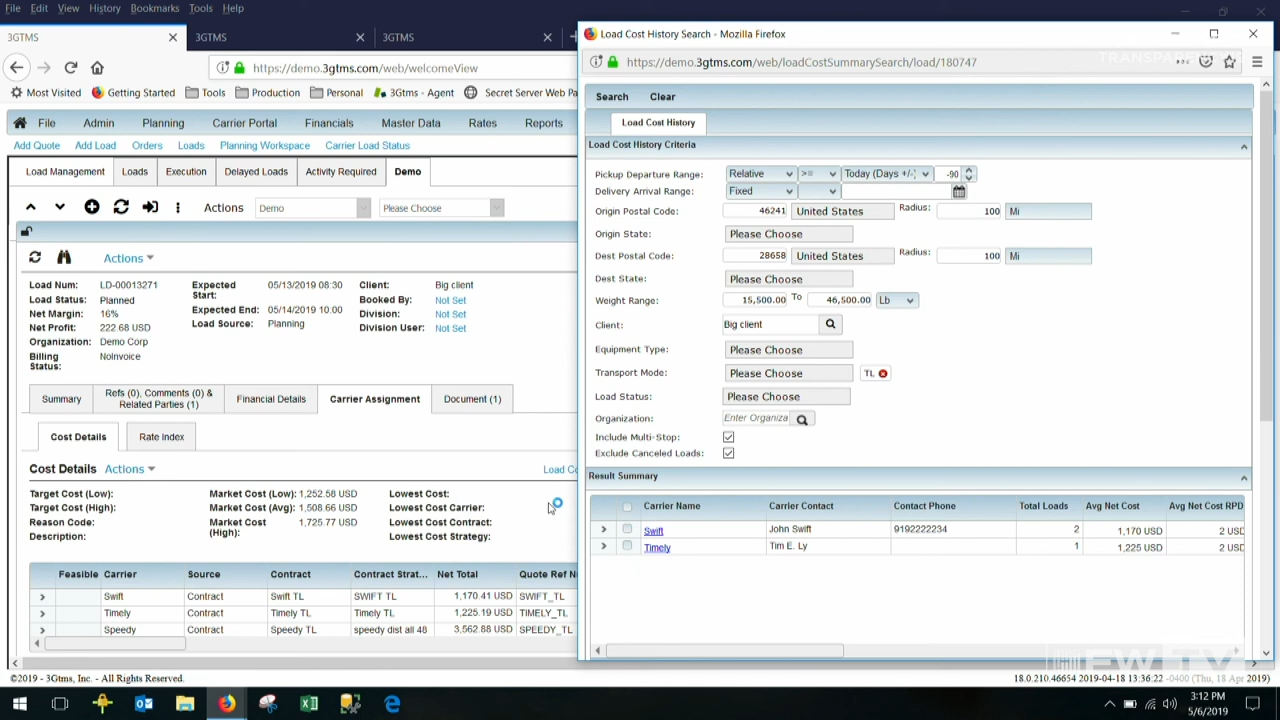 File Edit View History Bookmarks Tools Help
3GTMS
3GTMS
3GTMS
https://demo.3gtms.com/web/welcomeView
Most Visited Getting Started Tools Production Personal 3Gtms - Agent Secret Server Web Pa
File Admin Planning Carrier Portal Financials Master Data Rates Reports
Add Quote Add Load Orders Loads Planning Workspace Carrier Load Status
Load Management Loads Execution Delayed Loads Activity Required Demo
Actions Demo Please Choose
Actions
Load Num: LD-00013271 Expected Start: 05/13/2019 08:30 Client: Big client
Load Status: Planned Expected End: 05/14/2019 10:00 Booked By: Not Set
Net Margin: 16% Load Source: Planning Division: Not Set
Net Profit: 222.68 USD Division User: Not Set
Organization: Demo Corp
Billing Status: NoInvoice
Summary Refs (0), Comments (0) & Related Parties (1) Financial Details Carrier Assignment Document (1)
Cost Details Rate Index
Cost Details Actions Load Co
Target Cost (Low): Market Cost (Low): 1,252.58 USD Lowest Cost:
Target Cost (High): Market Cost (Avg): 1,508.66 USD Lowest Carrier:
Reason Code: Market Cost (High): 1,725.77 USD Lowest Contract:
Description: Lowest Cost Strategy:
Feasible Carrier Source Contract Contract Strat... Net Total Quote Ref N
Swift Contract Swift TL SWIFT TL 1,170.41 USD SWIFT_TL
Timely Contract Timely TL Timely TL 1,225.19 USD TIMELY_TL
Speedy Contract Speedy TL speedy dist all 48 3,562.88 USD SPEEDY_TL
©2019 - 3Gtms, Inc. - All Rights Reserved.
18.0.210.46654 2019-04-18 13:36:22 -0400 (Thu, 18 Apr 2019)
Load Cost History Search - Mozilla Firefox
https://demo.3gtms.com/web/loadCostSummarySearch/load/180747
Search Clear
Load Cost History
Load Cost History Criteria
Pickup Departure Range: Relative >= Today (Days +/-) -90
Delivery Arrival Range: Fixed
Origin Postal Code: 46241 United States Radius: 100 Mi
Origin State: Please Choose
Dest Postal Code: 28658 United States Radius: 100 Mi
Dest State: Please Choose
Weight Range: 15,500.00 To 46,500.00 Lb
Client: Big client
Equipment Type: Please Choose
Transport Mode: Please Choose TL
Load Status: Please Choose
Organization: Enter Organiza
Include Multi-Stop:
Exclude Canceled Loads:
Result Summary
Carrier Name Carrier Contact Contact Phone Total Loads Avg Net Cost Avg Net Cost RPD
Swift John Swift 9192222234 2 1,170 USD 2 USD
Timely Tim E. Ly 1 1,225 USD 2 USD
FW TV
3:12 PM
5/6/2019